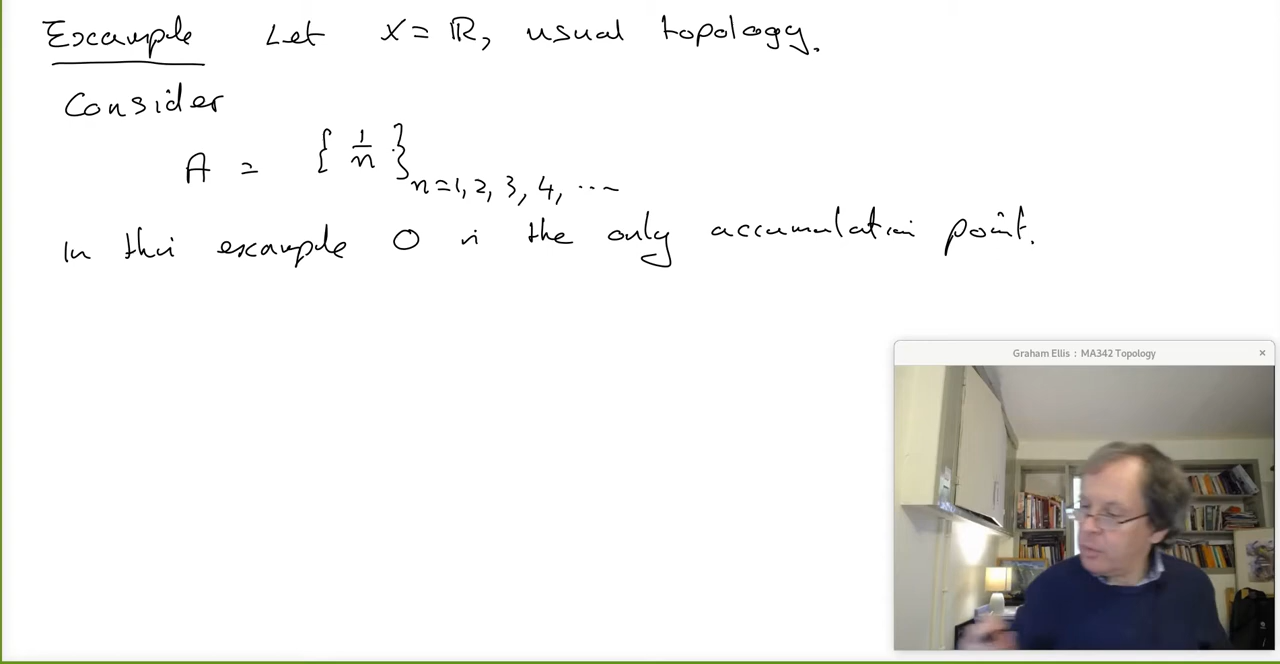 Example Let X = ℝ, usual topology.
Consider
A = { 1/n } n=1, 2, 3, 4, ...
In this example 0 is the only accumulation point.
Graham Ellis : MA342 Topology ×